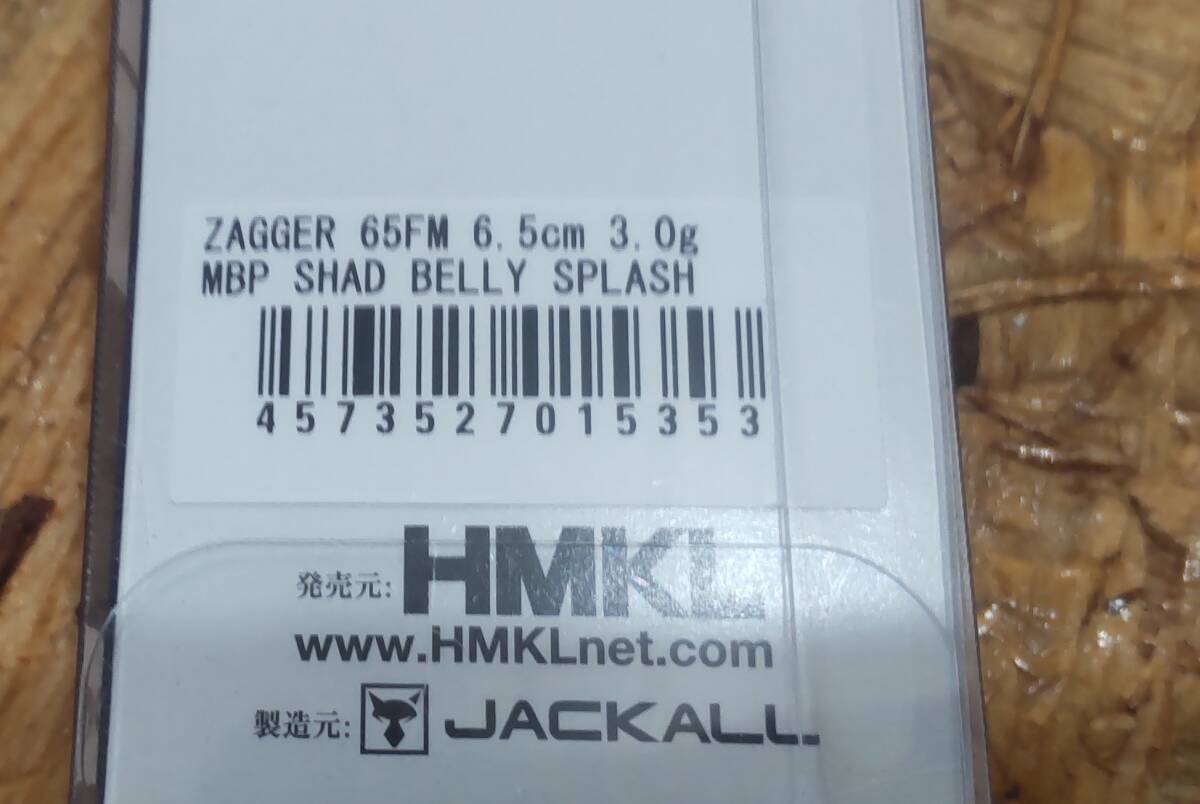 ZAGGER 65FM 6.5cm 3.0g
MBP SHAD BELLY SPLASH
4573527015353
発売元: HMKL
www.HMKLnet.com
製造元: JACKALL